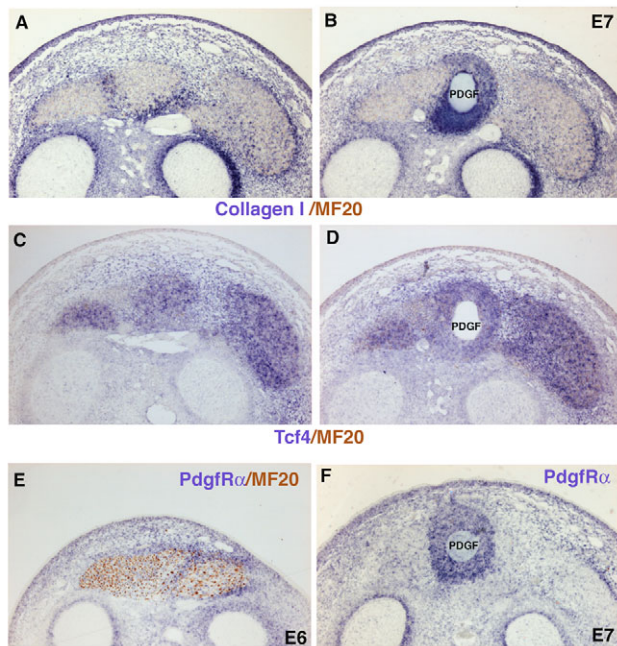 A
B
E7
PDGF
Collagen I/MF20
C
D
PDGF
Tcf4/MF20
E
PdgfRα/MF20
E6
F
PdgfRα
PDGF
E7